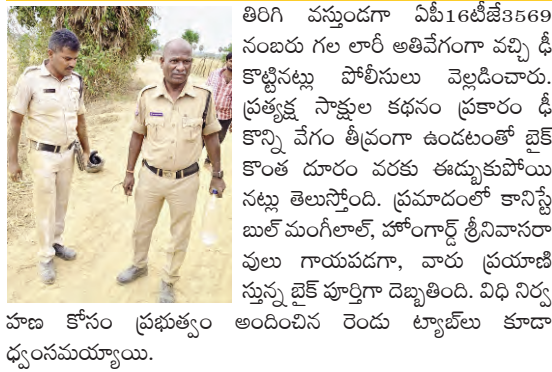 తిరిగి వస్తుండగా ఏపీ16టీజే3569
నంబరు గల లారీ అతివేగంగా వచ్చి ఢీ
కొట్టినట్లు పోలీసులు వెల్లడించారు.
ప్రత్యక్ష సాక్షుల కథనం ప్రకారం ఢీ
కొన్ని వేగం తీవ్రంగా ఉండటంతో బైక్
కొంత దూరం వరకు ఈడ్చుకుపోయి
నట్లు తెలుస్తోంది. ప్రమాదంలో కానిస్టే
బుల్ మంగీలాల్, హోంగార్డ్ శ్రీనివాసరా
వులు గాయపడగా, వారు ప్రయాణి
స్తున్న బైక్ పూర్తిగా దెబ్బతింది. విధి నిర్వ
హణ కోసం ప్రభుత్వం అందించిన రెండు ట్యాబ్‌లు కూడా
ధ్వంసమయ్యాయి.